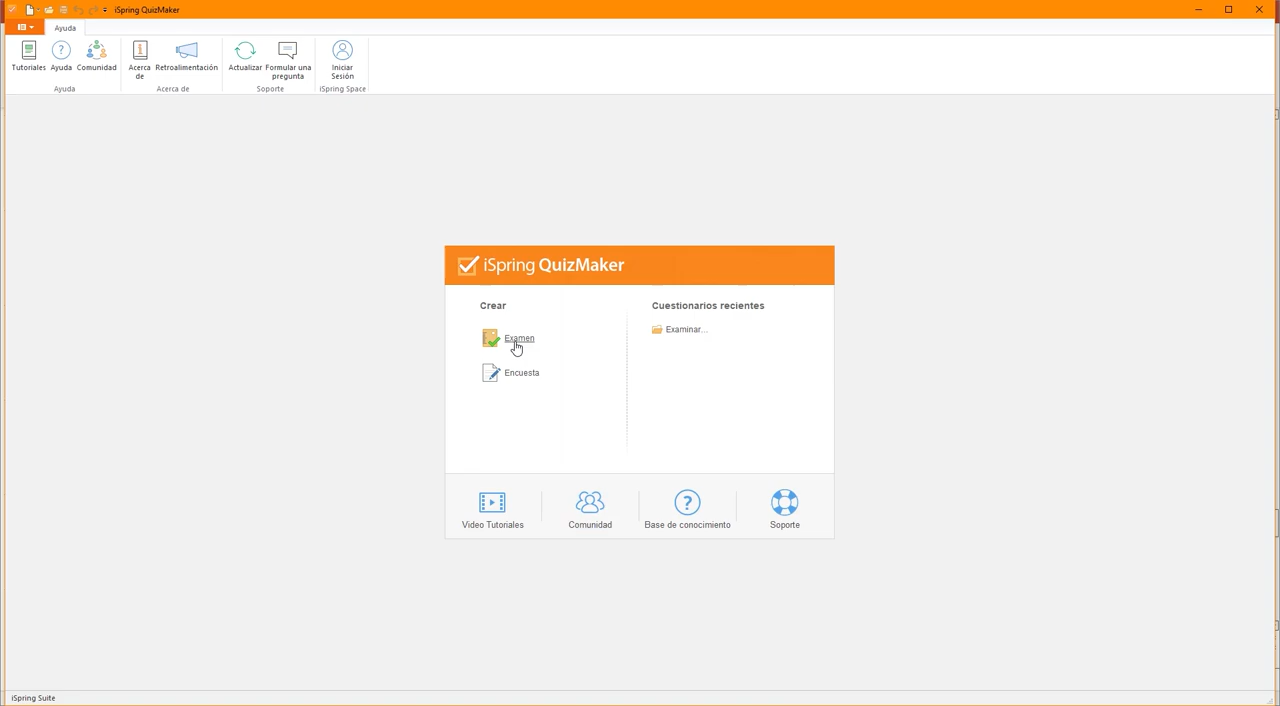 iSpring QuizMaker
Ayuda
Tutoriales
Ayuda
Comunidad
Acerca de
Retroalimentación
Actualizar
Formular una pregunta
Iniciar Sesión
Ayuda
Acerca de
Soporte
iSpring Space
iSpring QuizMaker
Crear
Examen
Encuesta
Cuestionarios recientes
Examinar...
Video Tutoriales
Comunidad
Base de conocimiento
Soporte
iSpring Suite